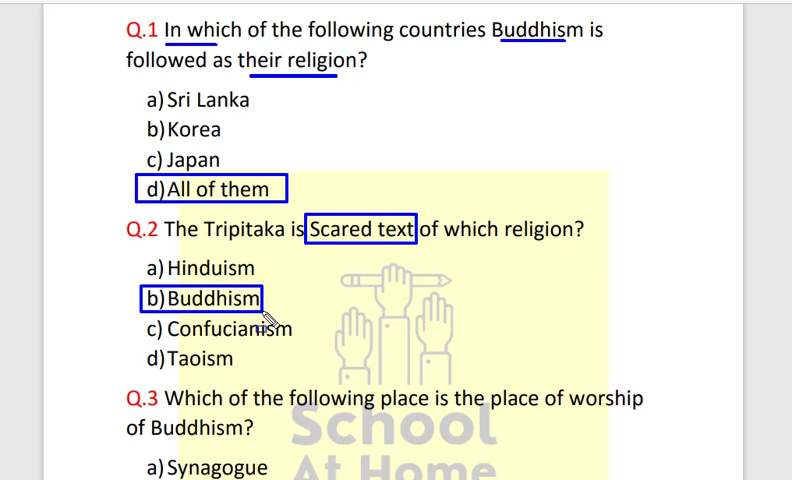 Q.1 In which of the following countries Buddhism is
followed as their religion?
a) Sri Lanka
b) Korea
c) Japan
d) All of them
Q.2 The Tripitaka is Scared text of which religion?
a) Hinduism
b) Buddhism
c) Confucianism
d) Taoism
Q.3 Which of the following place is the place of worship
of Buddhism?
a) Synagogue
School
At Home